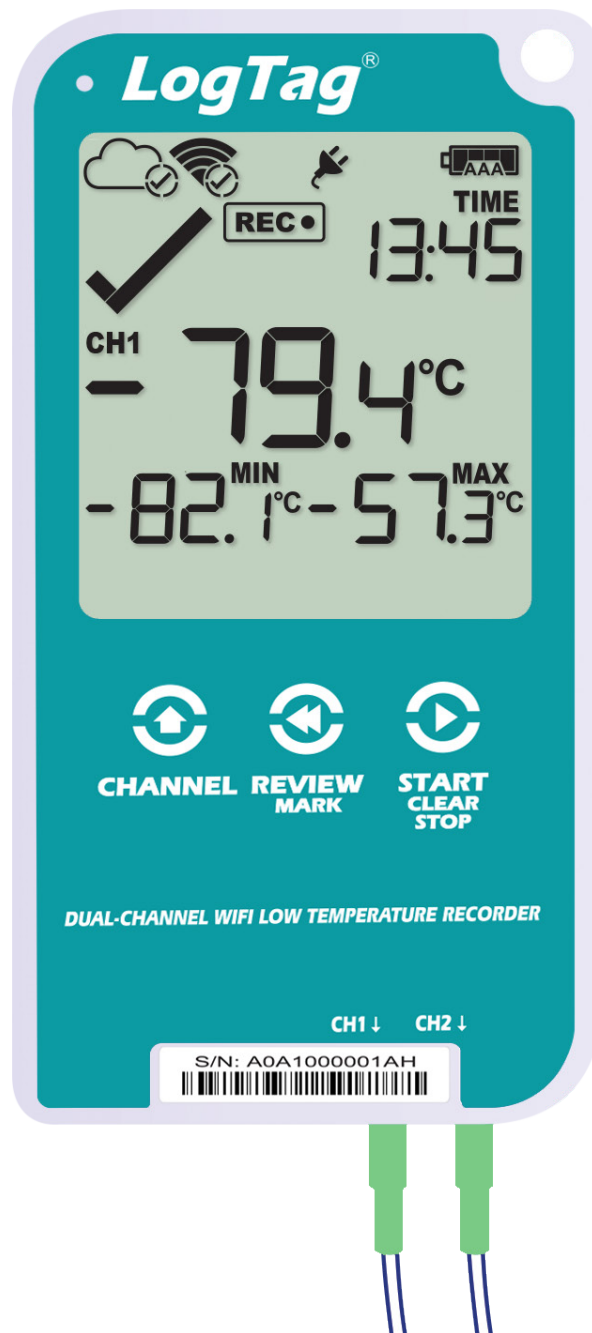 LogTag®
AAA
TIME
REC
13:45
CH1
-79.4°C
MIN MAX
-82.1°C -57.3°C
CHANNEL REVIEW START
MARK CLEAR
STOP
DUAL-CHANNEL WIFI LOW TEMPERATURE RECORDER
CH1↓ CH2↓
S/N: A0A1000001AH